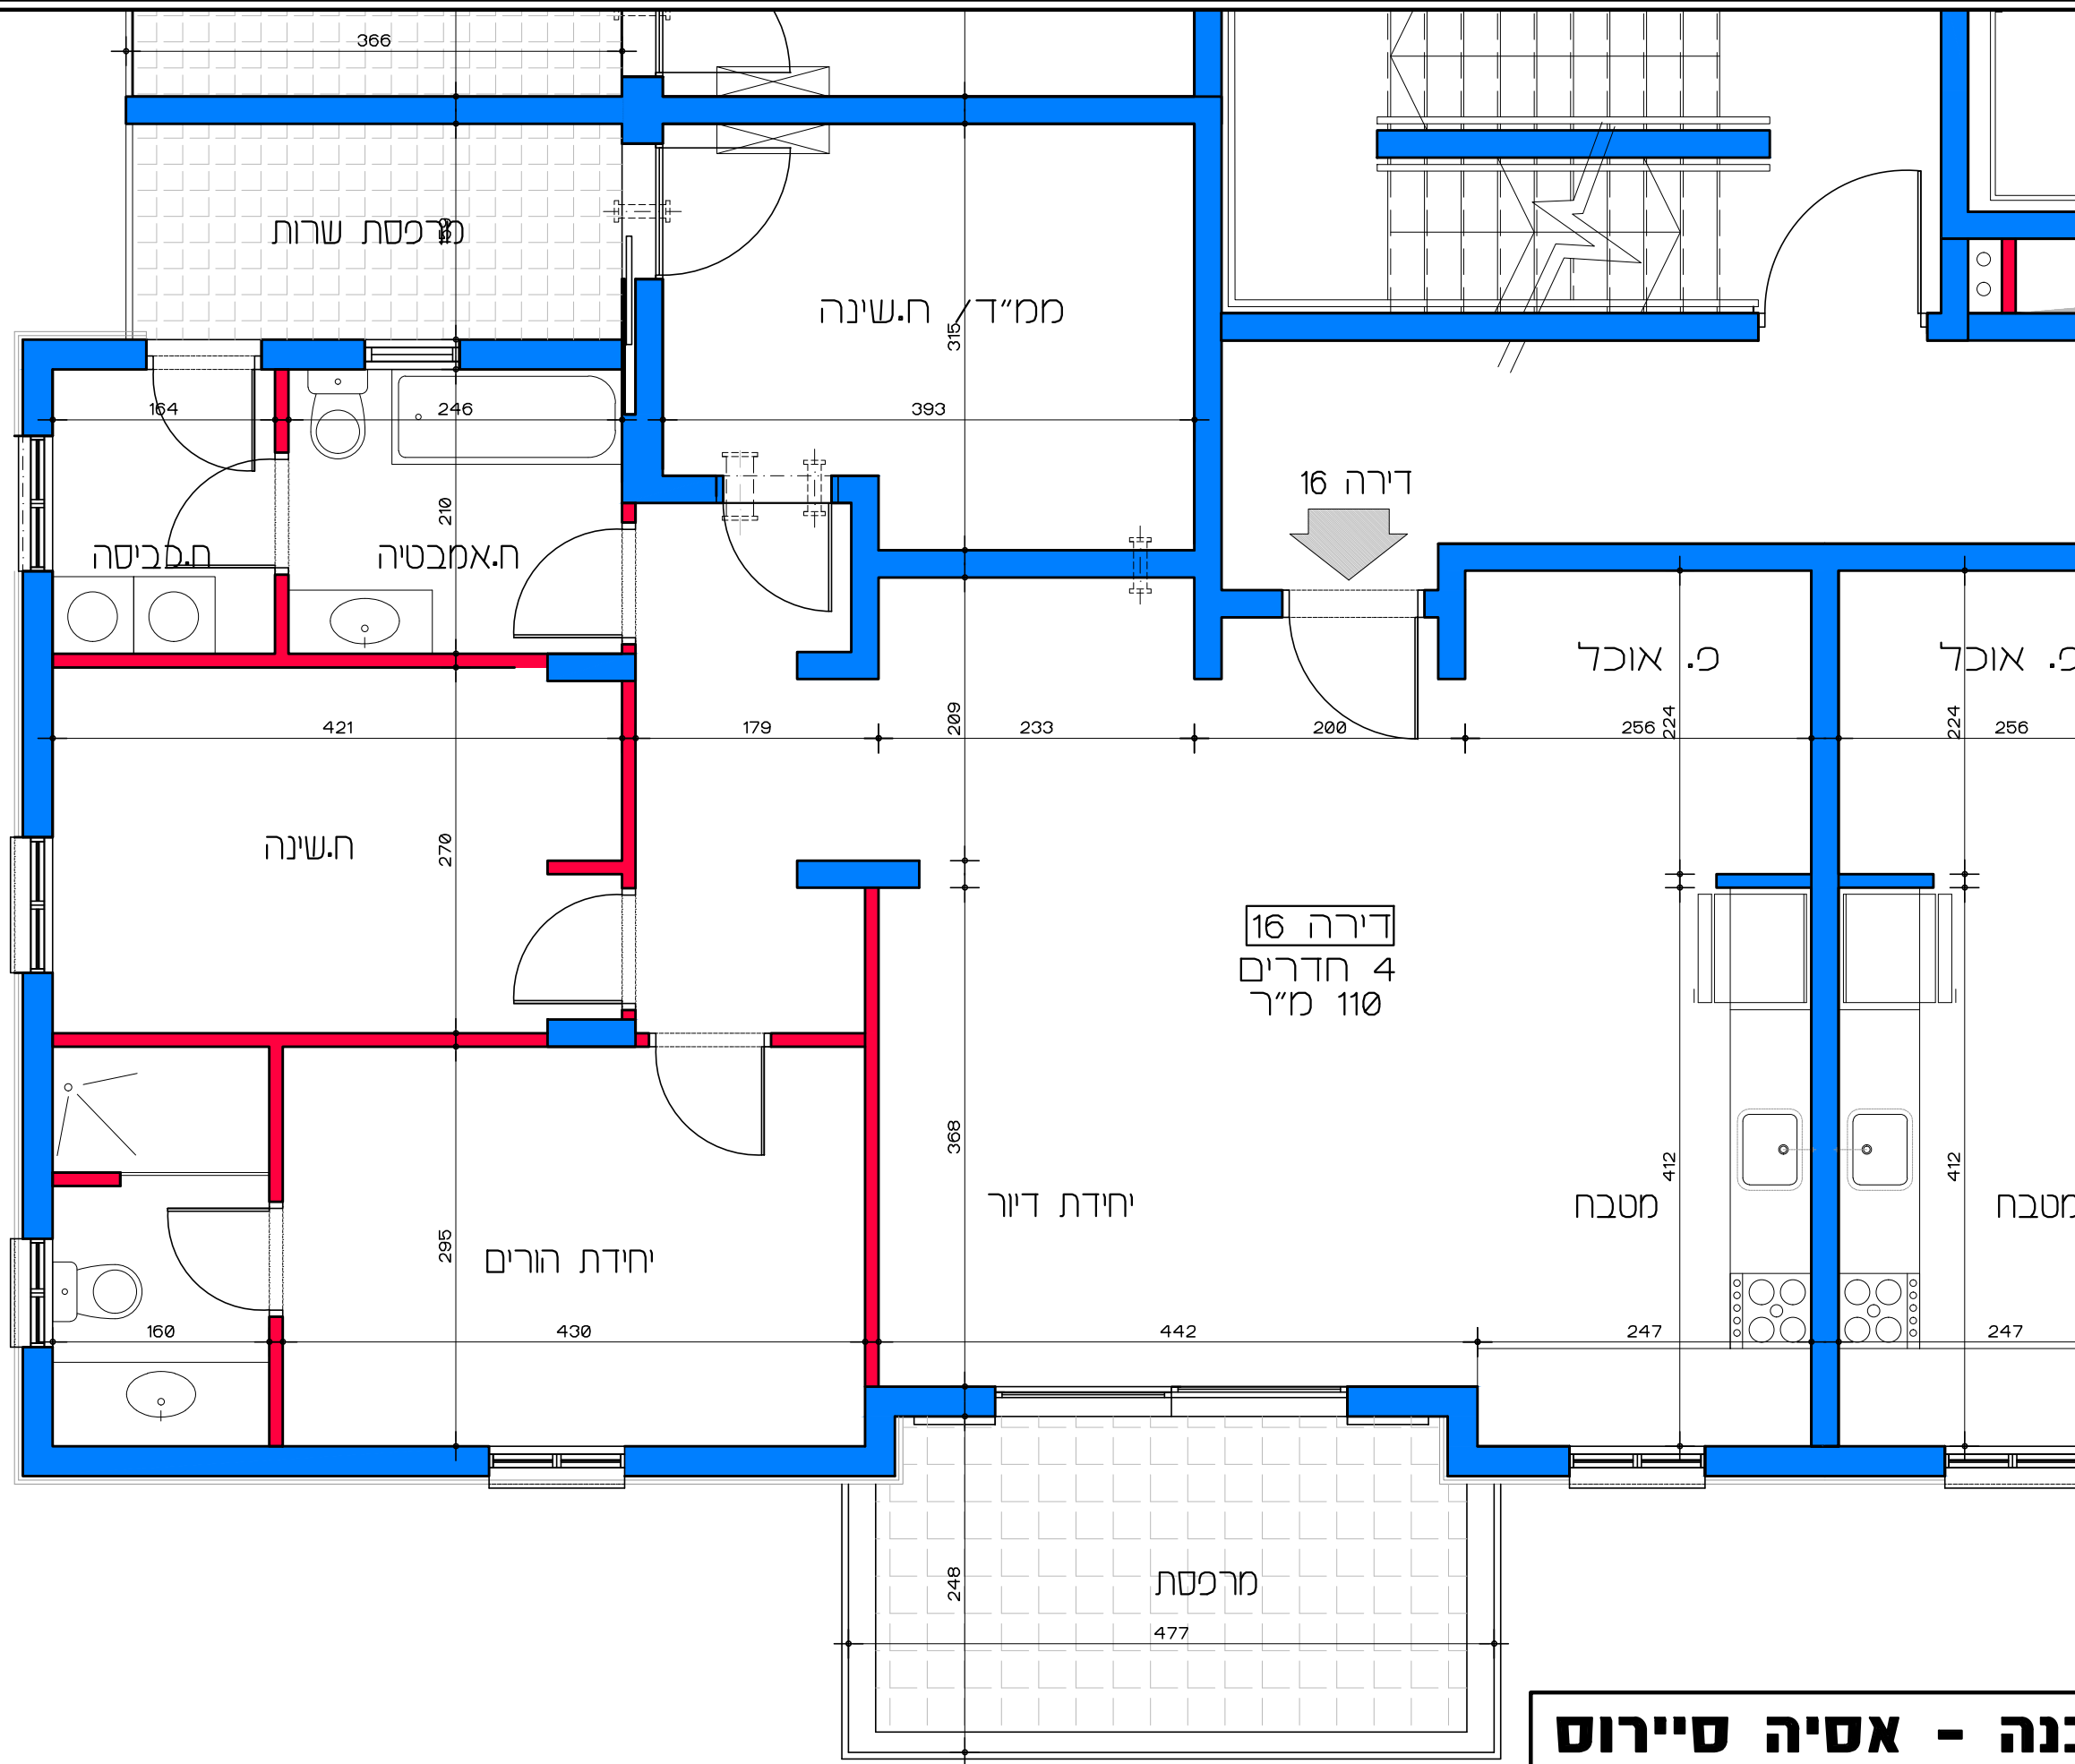 366
מרפסת שרות
ממ״ד/ ח.שינה
315
164
246
393
210
דירה 16
ח.כביסה
ח.אמבטיה
פ. אוכל
פ. אוכל
421
179
209
233
200
256
224
224
256
270
ח.שינה
דירה 16
4 חדרים
110 מ״ר
368
412
412
יחידת דיור
מטבח
מטבח
295
יחידת הורים
160
430
442
247
247
248
מרפסת
477
- אסיה סיירוס